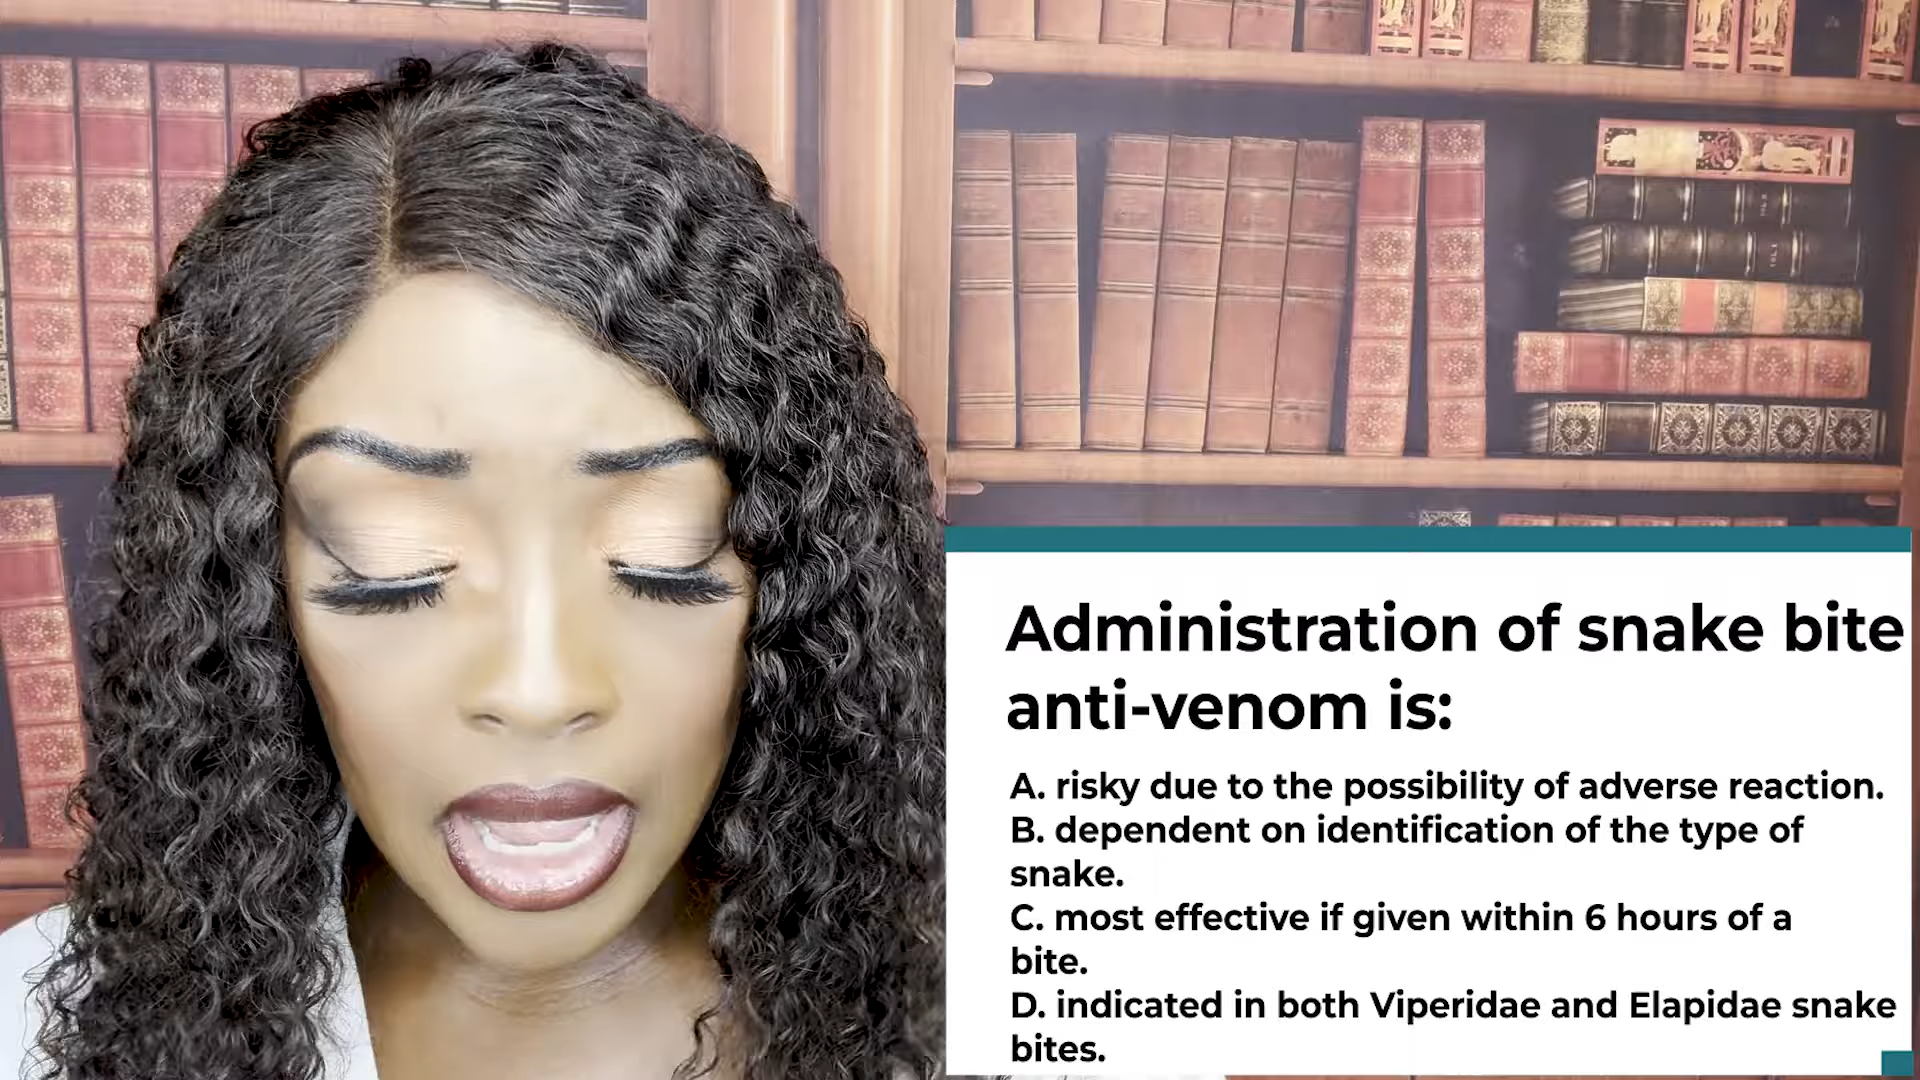 Administration of snake bite
anti-venom is:
A. risky due to the possibility of adverse reaction.
B. dependent on identification of the type of
snake.
C. most effective if given within 6 hours of a
bite.
D. indicated in both Viperidae and Elapidae snake
bites.